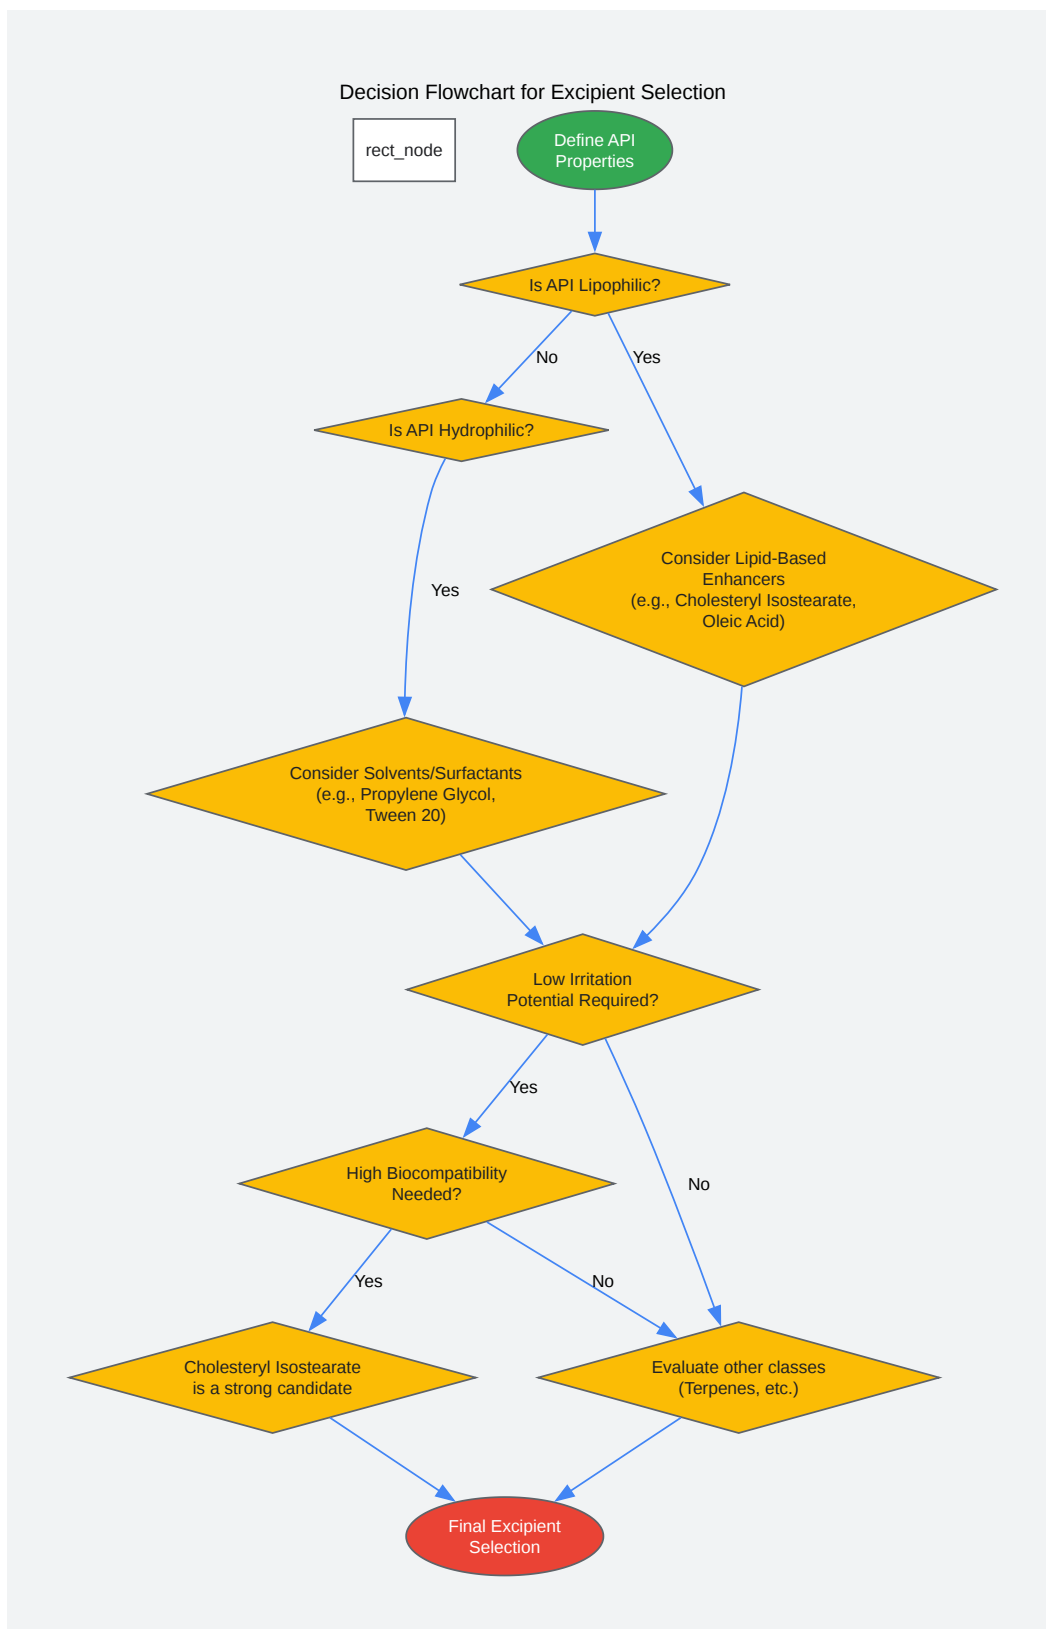 Decision Flowchart for Excipient Selection
rect_node
Define API
Properties
Is API Lipophilic?
No
Yes
Is API Hydrophilic?
Consider Lipid-Based
Enhancers
(e.g., Cholesteryl Isostearate,
Oleic Acid)
Yes
Consider Solvents/Surfactants
(e.g., Propylene Glycol,
Tween 20)
Low Irritation
Potential Required?
Yes
No
High Biocompatibility
Needed?
Yes
No
Cholesteryl Isostearate
is a strong candidate
Evaluate other classes
(Terpenes, etc.)
Final Excipient
Selection